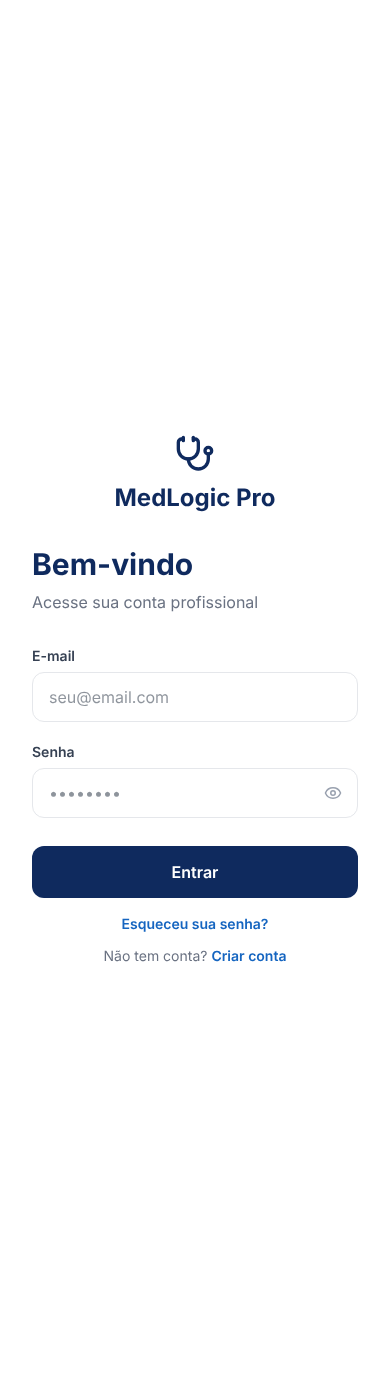 MedLogic Pro
Bem-vindo
Acesse sua conta profissional
E-mail
seu@email.com
Senha
••••••••
Entrar
Esqueceu sua senha?
Não tem conta? Criar conta